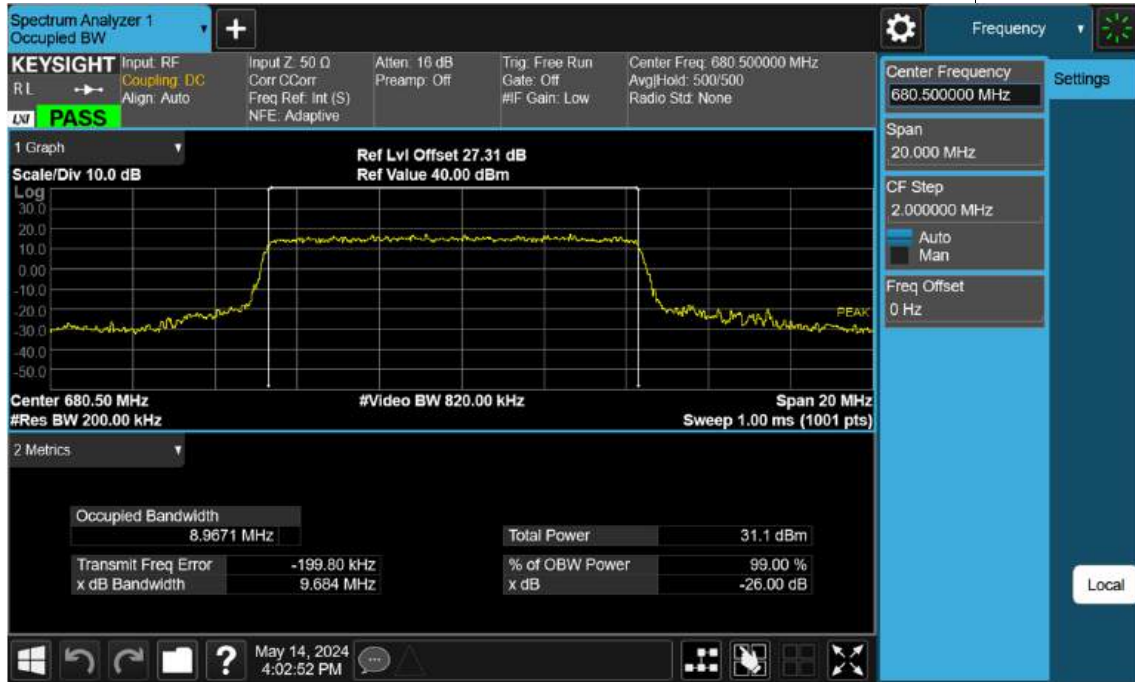 Spectrum Analyzer 1
Occupied BW
+
Frequency
KEYSIGHT
RL
LXI
PASS
Input: RF
Coupling: DC
Align: Auto
Input Z: 50 Ω
Corr CCorr
Freq Ref: Int (S)
NFE: Adaptive
Atten: 16 dB
Preamp: Off
Trig: Free Run
Gate: Off
#IF Gain: Low
Center Freq: 680.500000 MHz
Avg|Hold: 500/500
Radio Std: None
Center Frequency
680.500000 MHz
Settings
Span
20.000 MHz
CF Step
2.000000 MHz
Auto
Man
Freq Offset
0 Hz
Local
1 Graph
Scale/Div 10.0 dB
Ref Lvl Offset 27.31 dB
Ref Value 40.00 dBm
Log
30.0
20.0
10.0
0.00
-10.0
-20.0
-30.0
-40.0
-50.0
PEAK
Center 680.50 MHz
#Video BW 820.00 kHz
Span 20 MHz
#Res BW 200.00 kHz
Sweep 1.00 ms (1001 pts)
2 Metrics
Occupied Bandwidth
8.9671 MHz
Total Power 31.1 dBm
Transmit Freq Error -199.80 kHz
% of OBW Power 99.00 %
x dB Bandwidth 9.684 MHz
x dB -26.00 dB
?
May 14, 2024
4:02:52 PM